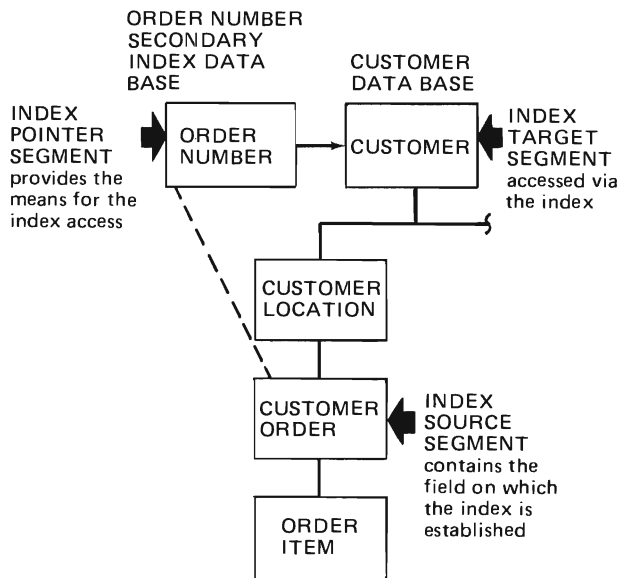 ORDER NUMBER
SECONDARY
INDEX DATA
BASE
CUSTOMER
DATA BASE
INDEX
POINTER
SEGMENT
provides the
means for the
index access
ORDER
NUMBER
CUSTOMER
INDEX
TARGET
SEGMENT
accessed via
the index
CUSTOMER
LOCATION
CUSTOMER
ORDER
INDEX
SOURCE
SEGMENT
contains the
field on which
the index is
established
ORDER
ITEM